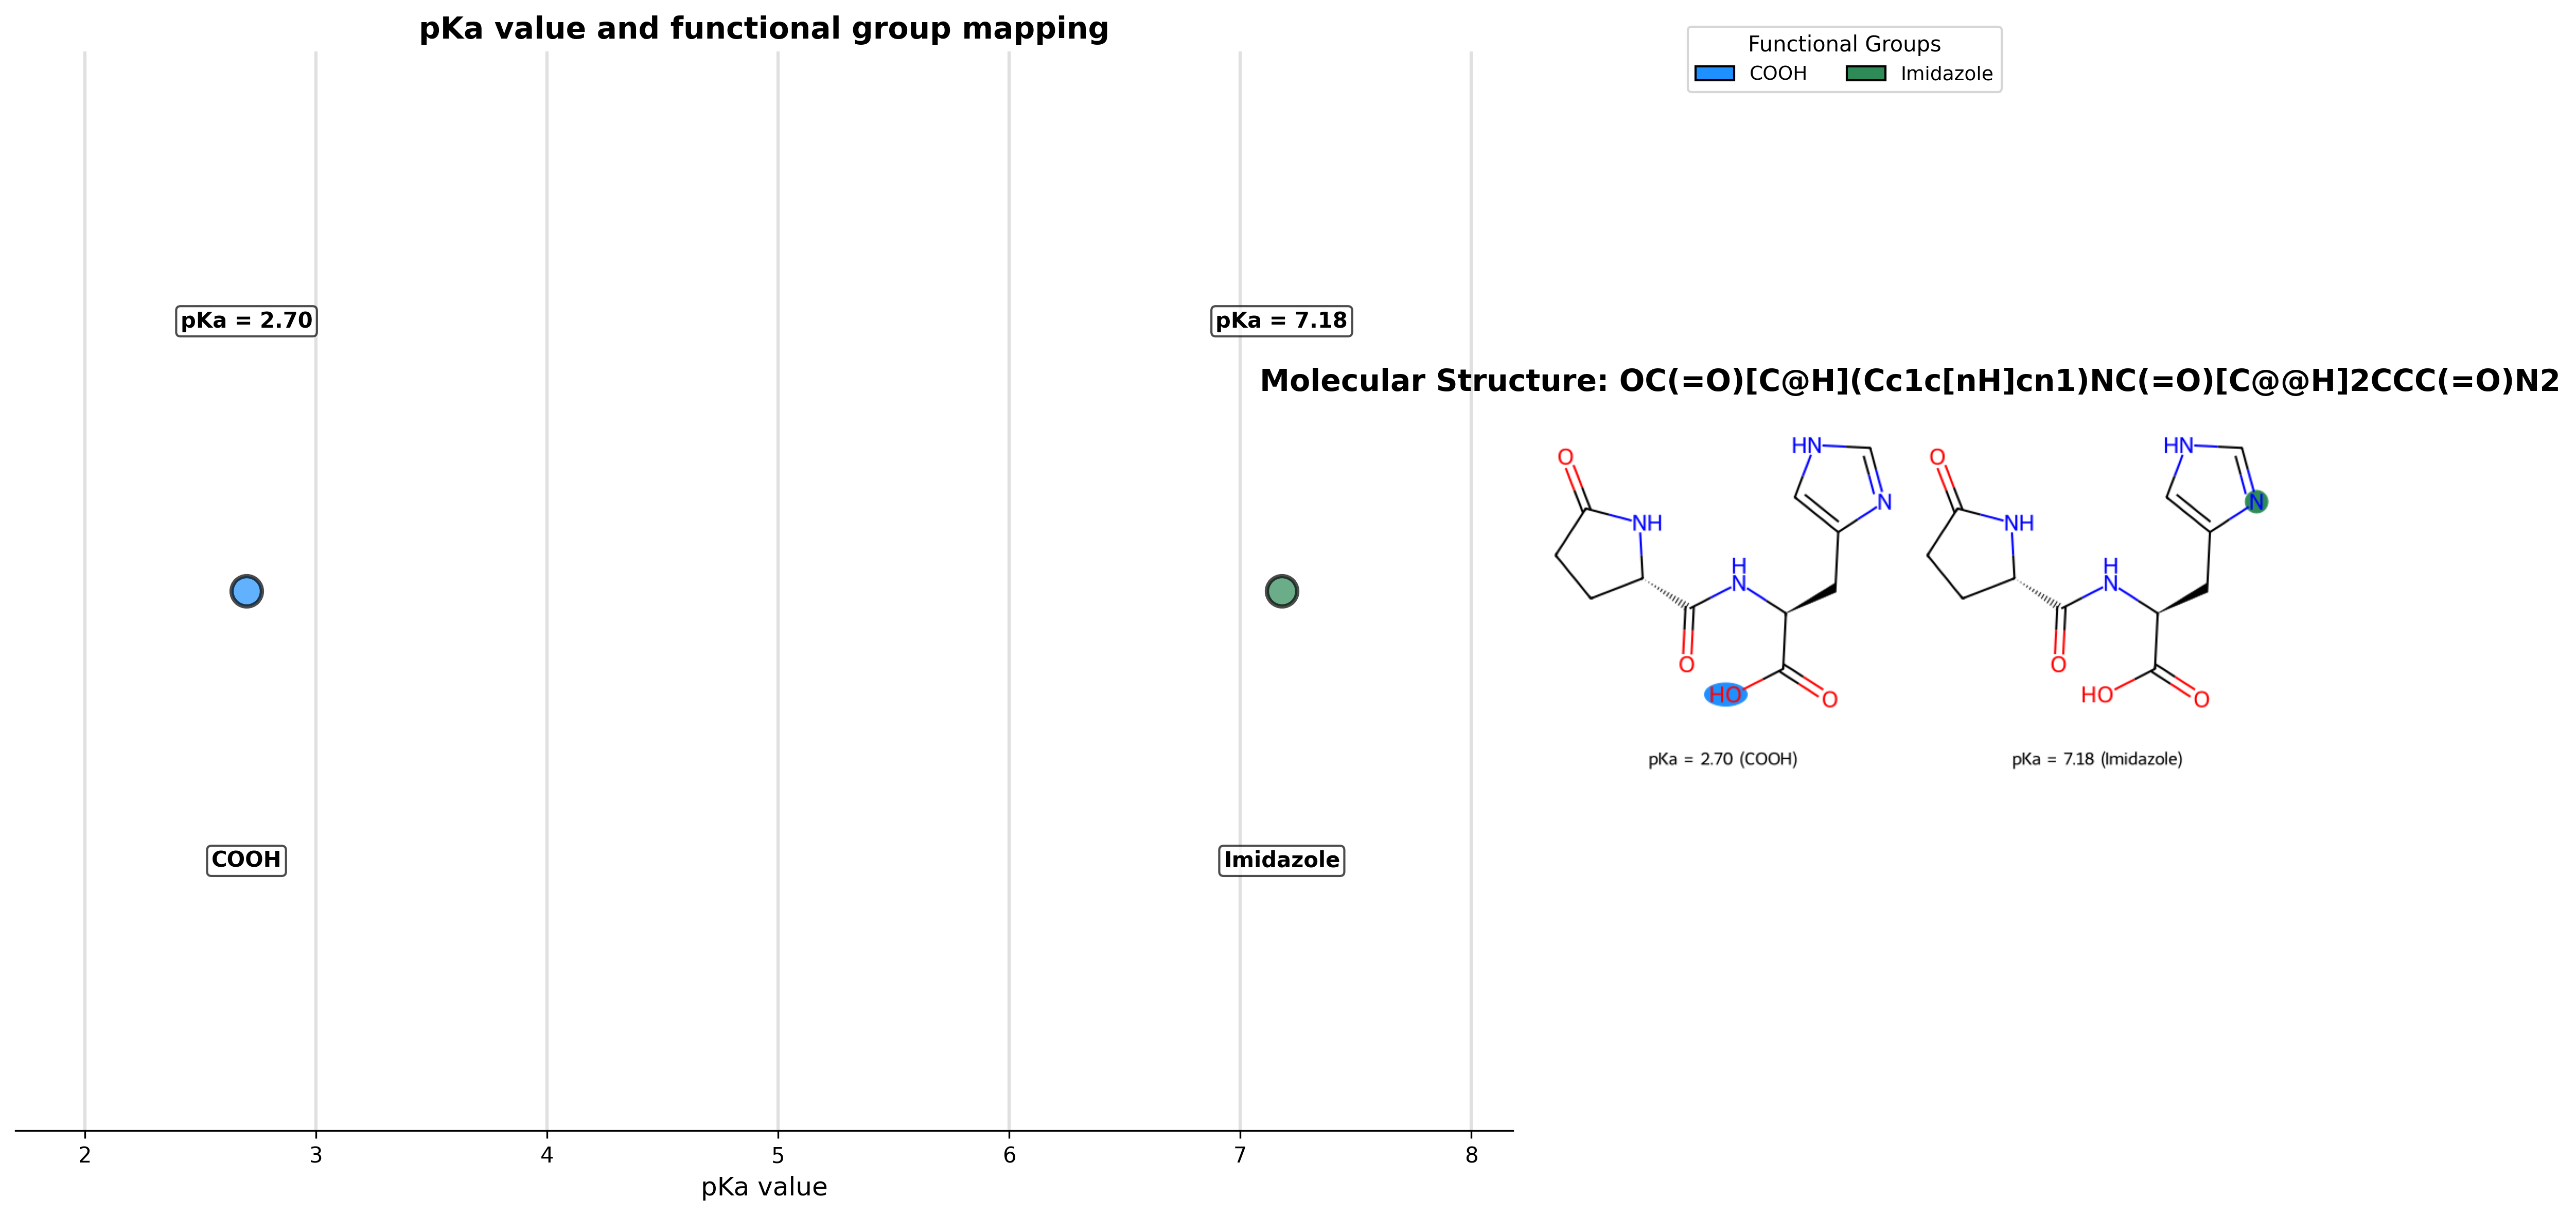 pKa value and functional group mapping
Functional Groups
COOH Imidazole
pKa = 2.70
pKa = 7.18
Molecular Structure: OC(=O)[C@H](Cc1c[nH]cn1)NC(=O)[C@@H]2CCC(=O)N2
O
HN
N
NH
H
N
O
HO
O
pKa = 2.70 (COOH)
O
HN
N
NH
H
N
O
HO
O
pKa = 7.18 (Imidazole)
COOH
Imidazole
2 3 4 5 6 7 8
pKa value